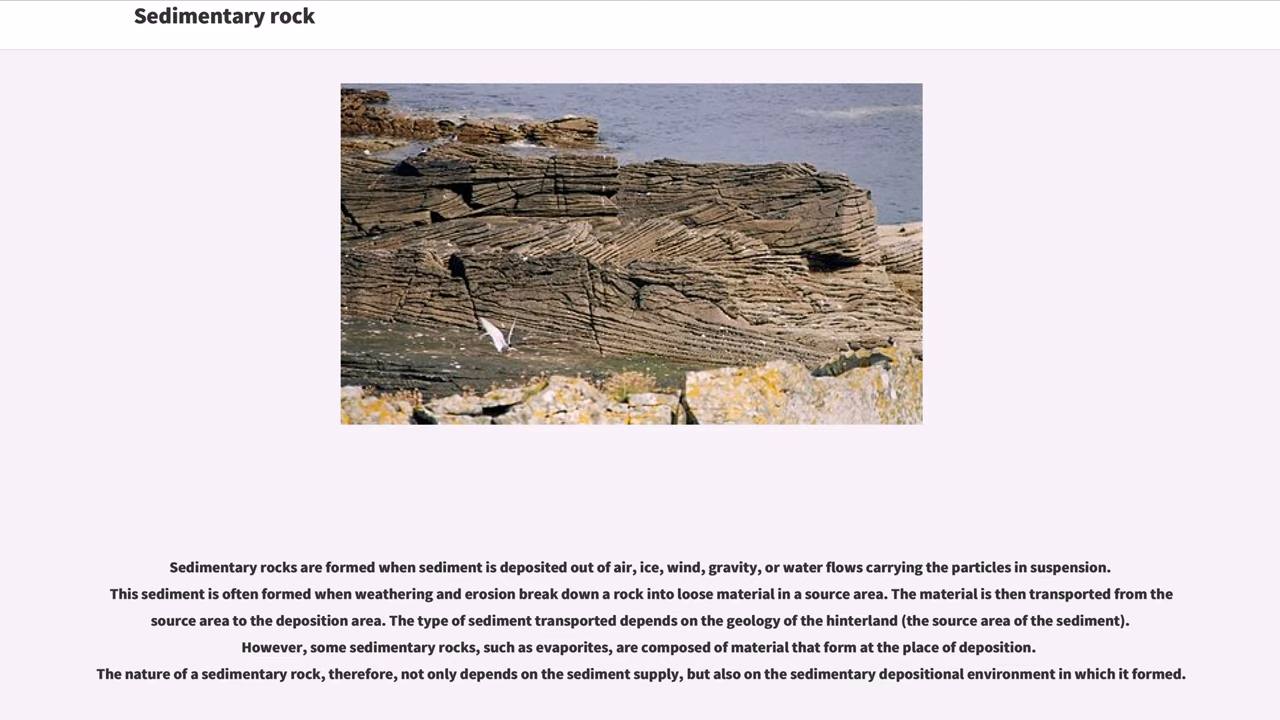 Sedimentary rock
Sedimentary rocks are formed when sediment is deposited out of air, ice, wind, gravity, or water flows carrying the particles in suspension.
This sediment is often formed when weathering and erosion break down a rock into loose material in a source area. The material is then transported from the
source area to the deposition area. The type of sediment transported depends on the geology of the hinterland (the source area of the sediment).
However, some sedimentary rocks, such as evaporites, are composed of material that form at the place of deposition.
The nature of a sedimentary rock, therefore, not only depends on the sediment supply, but also on the sedimentary depositional environment in which it formed.